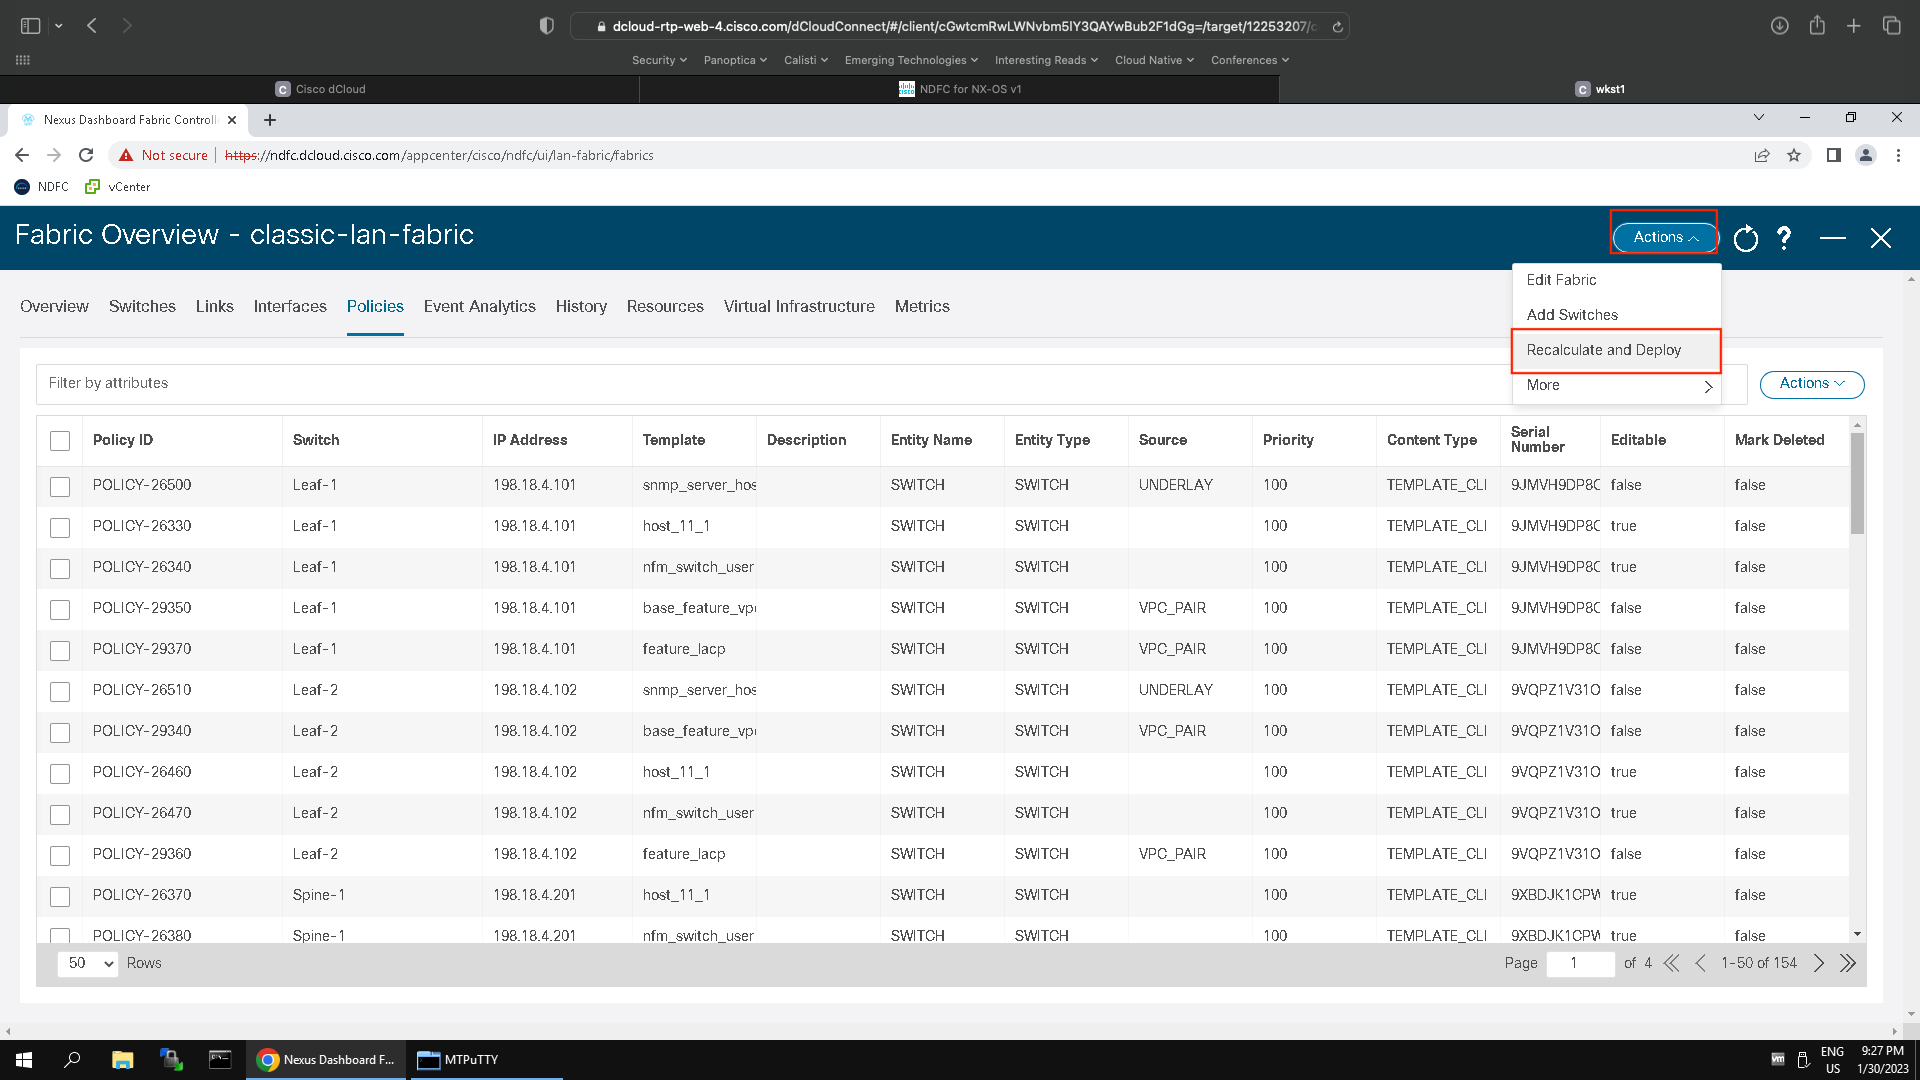 dcloud-rtp-web-4.cisco.com/dCloudConnect/#/client/cGwtcmRwLWNvbm5lY3QAYwBub2F1dGg=/target/12253207/c
Security Panoptica Calisti Emerging Technologies Interesting Reads Cloud Native Conferences
C Cisco dCloud
NDFC for NX-OS v1
C wkst1
Nexus Dashboard Fabric Controll
Not secure https://ndfc.dcloud.cisco.com/appcenter/cisco/ndfc/ui/lan-fabric/fabrics
NDFC vCenter
Fabric Overview - classic-lan-fabric
Actions
Edit Fabric
Add Switches
Recalculate and Deploy
More
Overview Switches Links Interfaces Policies Event Analytics History Resources Virtual Infrastructure Metrics
Filter by attributes
Actions
Policy ID Switch IP Address Template Description Entity Name Entity Type Source Priority Content Type Serial Number Editable Mark Deleted
POLICY-26500 Leaf-1 198.18.4.101 snmp_server_hos SWITCH SWITCH UNDERLAY 100 TEMPLATE_CLI 9JMVH9DP8C false false
POLICY-26330 Leaf-1 198.18.4.101 host_11_1 SWITCH SWITCH 100 TEMPLATE_CLI 9JMVH9DP8C true false
POLICY-26340 Leaf-1 198.18.4.101 nfm_switch_user SWITCH SWITCH 100 TEMPLATE_CLI 9JMVH9DP8C true false
POLICY-29350 Leaf-1 198.18.4.101 base_feature_vp SWITCH SWITCH VPC_PAIR 100 TEMPLATE_CLI 9JMVH9DP8C false false
POLICY-29370 Leaf-1 198.18.4.101 feature_lacp SWITCH SWITCH VPC_PAIR 100 TEMPLATE_CLI 9JMVH9DP8C false false
POLICY-26510 Leaf-2 198.18.4.102 snmp_server_hos SWITCH SWITCH UNDERLAY 100 TEMPLATE_CLI 9VQPZ1V31O false false
POLICY-29340 Leaf-2 198.18.4.102 base_feature_vp SWITCH SWITCH VPC_PAIR 100 TEMPLATE_CLI 9VQPZ1V31O false false
POLICY-26460 Leaf-2 198.18.4.102 host_11_1 SWITCH SWITCH 100 TEMPLATE_CLI 9VQPZ1V31O true false
POLICY-26470 Leaf-2 198.18.4.102 nfm_switch_user SWITCH SWITCH 100 TEMPLATE_CLI 9VQPZ1V31O true false
POLICY-29360 Leaf-2 198.18.4.102 feature_lacp SWITCH SWITCH VPC_PAIR 100 TEMPLATE_CLI 9VQPZ1V31O false false
POLICY-26370 Spine-1 198.18.4.201 host_11_1 SWITCH SWITCH 100 TEMPLATE_CLI 9XBDJK1CPW true false
POLICY-26380 Spine-1 198.18.4.201 nfm_switch_user SWITCH SWITCH 100 TEMPLATE_CLI 9XBDJK1CPW true false
50 Rows
Page 1 of 4 1-50 of 154
Nexus Dashboard F...
MTPuTTY
vm
ENG 9:27 PM
US 1/30/2023